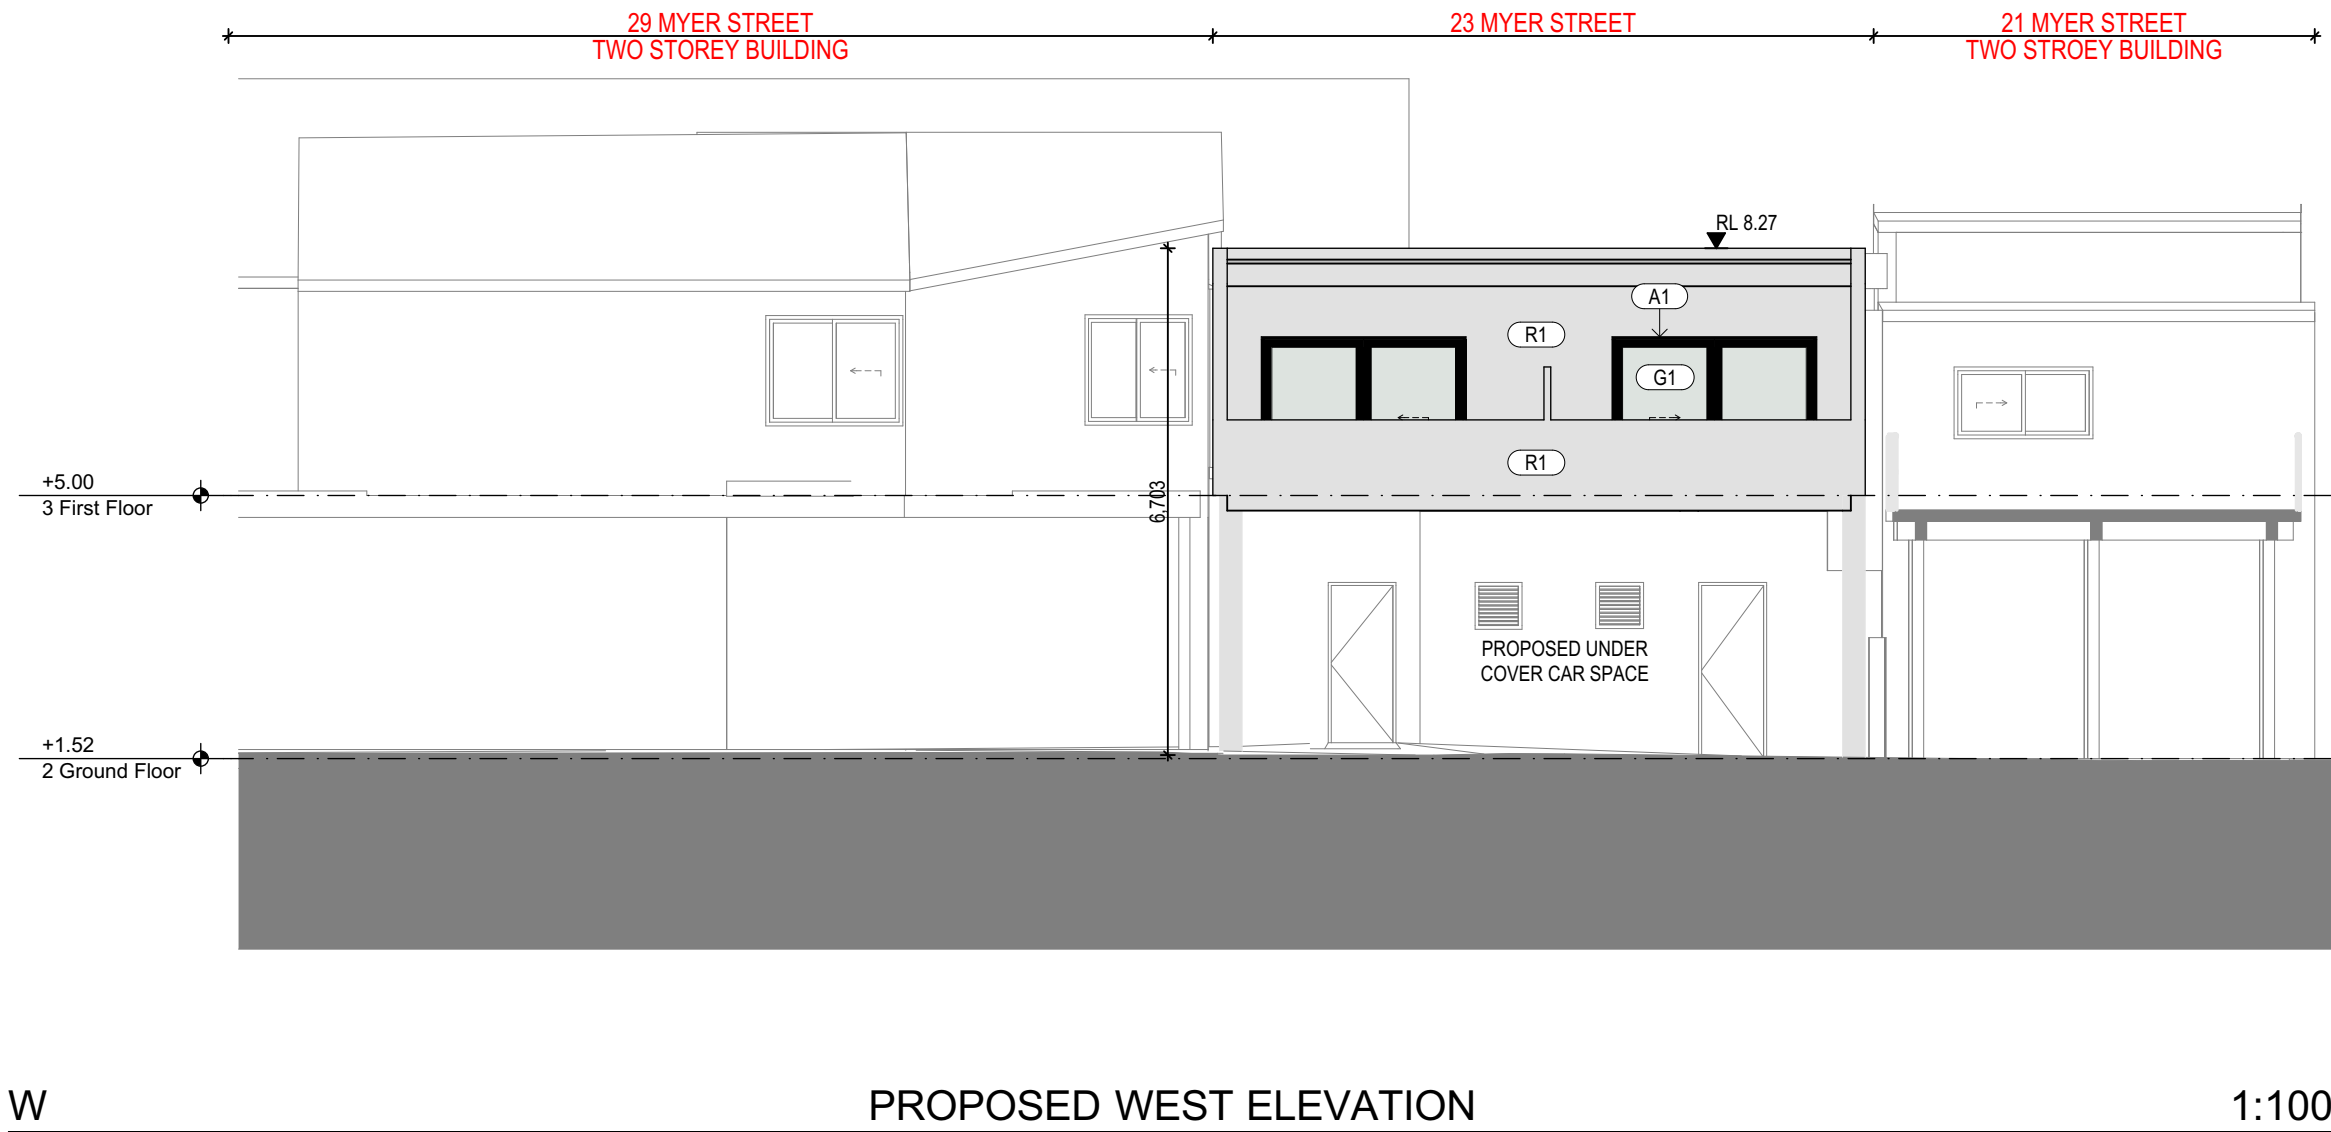 29 MYER STREET
TWO STOREY BUILDING
23 MYER STREET
21 MYER STREET
TWO STROEY BUILDING
RL 8.27
A1
R1
G1
R1
+5.00
3 First Floor
6,703
PROPOSED UNDER
COVER CAR SPACE
+1.52
2 Ground Floor
W
PROPOSED WEST ELEVATION
1:100